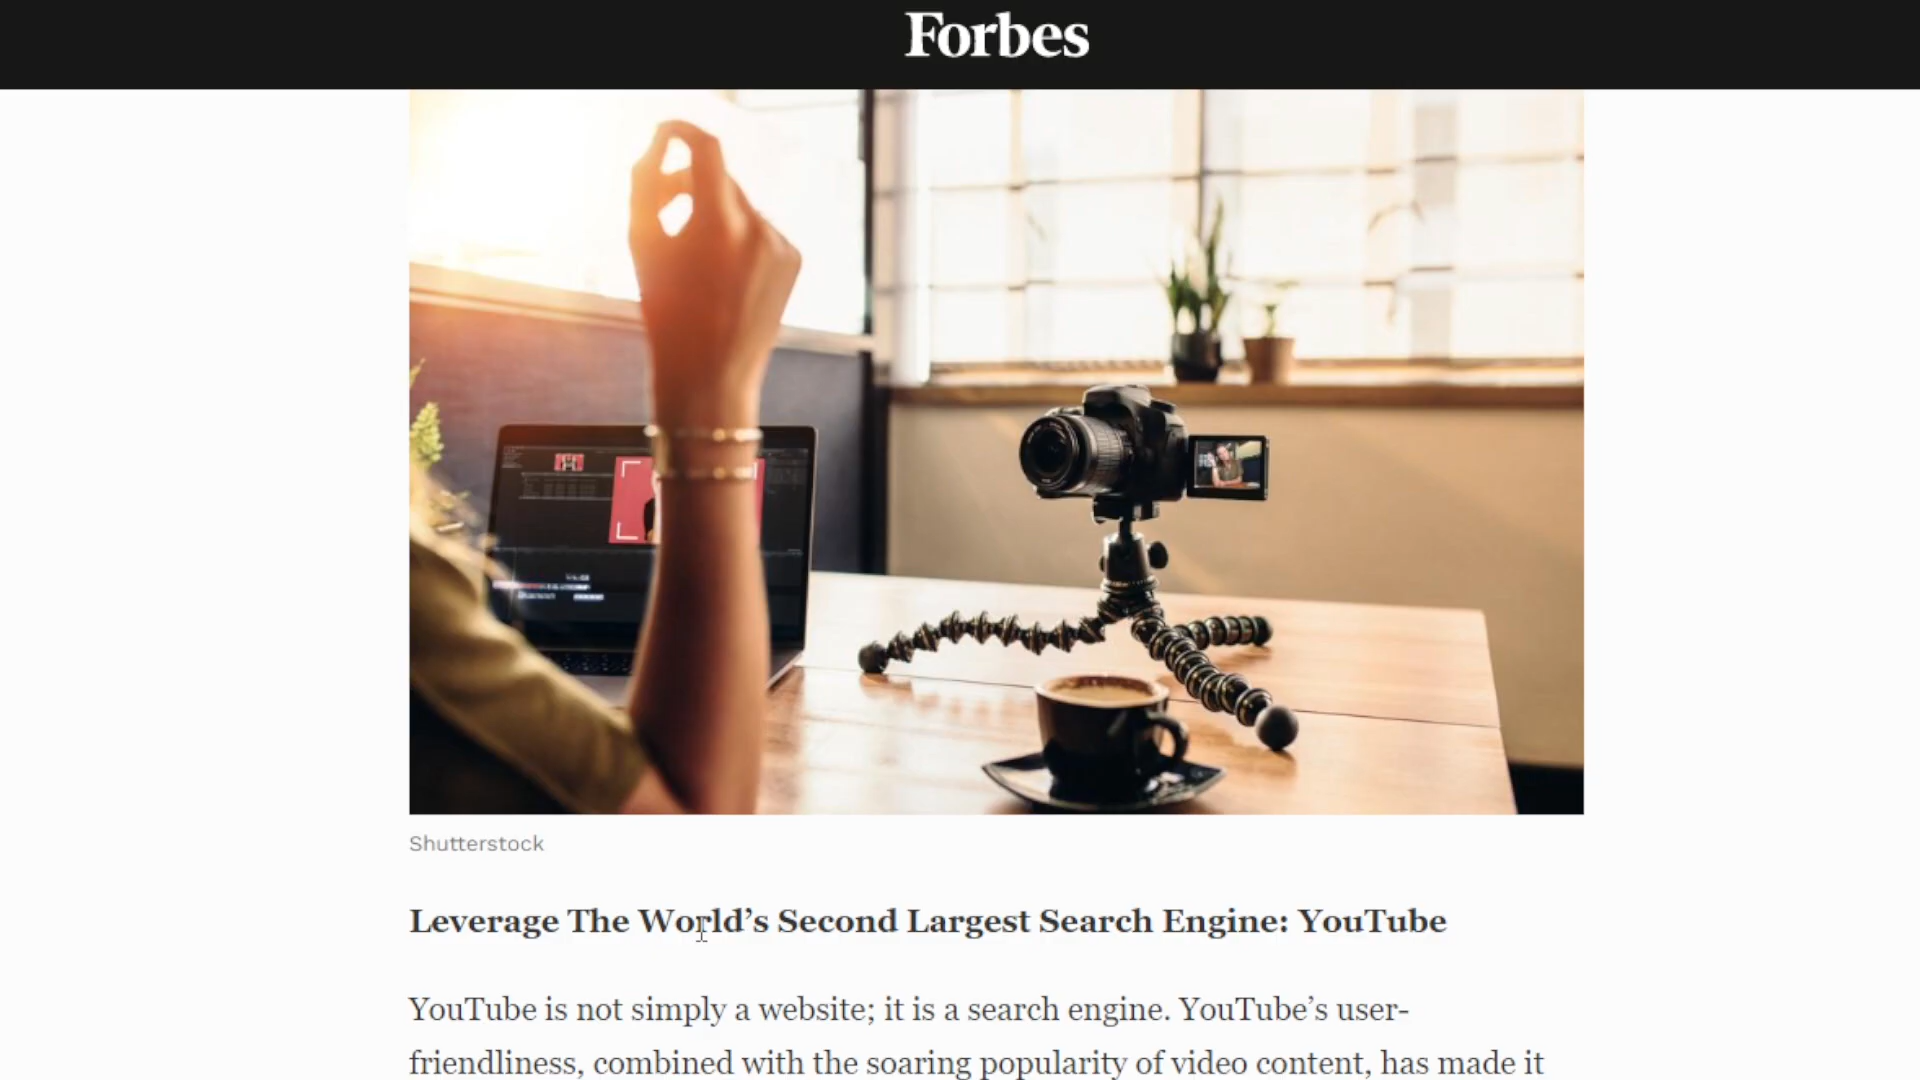 Forbes
Shutterstock
Leverage The World’s Second Largest Search Engine: YouTube
YouTube is not simply a website; it is a search engine. YouTube’s user-
friendliness, combined with the soaring popularity of video content, has made it